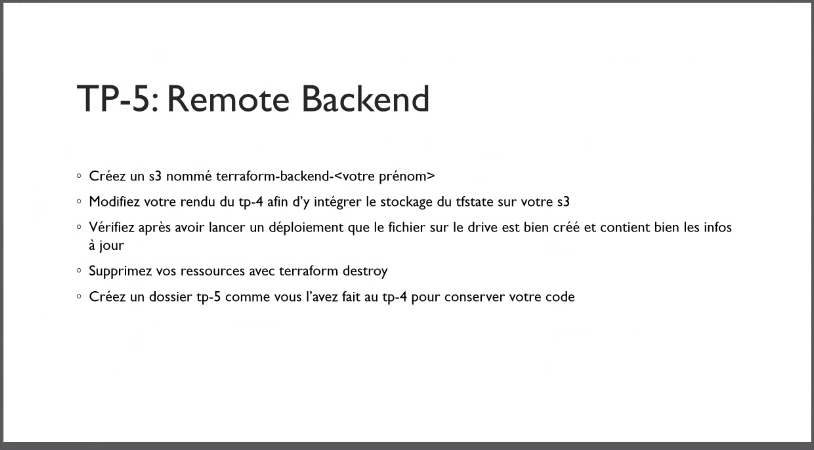 TP-5: Remote Backend
◦ Créez un s3 nommé terraform-backend-<votre prénom>
◦ Modifiez votre rendu du tp-4 afin d'y intégrer le stockage du tfstate sur votre s3
◦ Vérifiez après avoir lancer un déploiement que le fichier sur le drive est bien créé et contient bien les infos
à jour
◦ Supprimez vos ressources avec terraform destroy
◦ Créez un dossier tp-5 comme vous l'avez fait au tp-4 pour conserver votre code